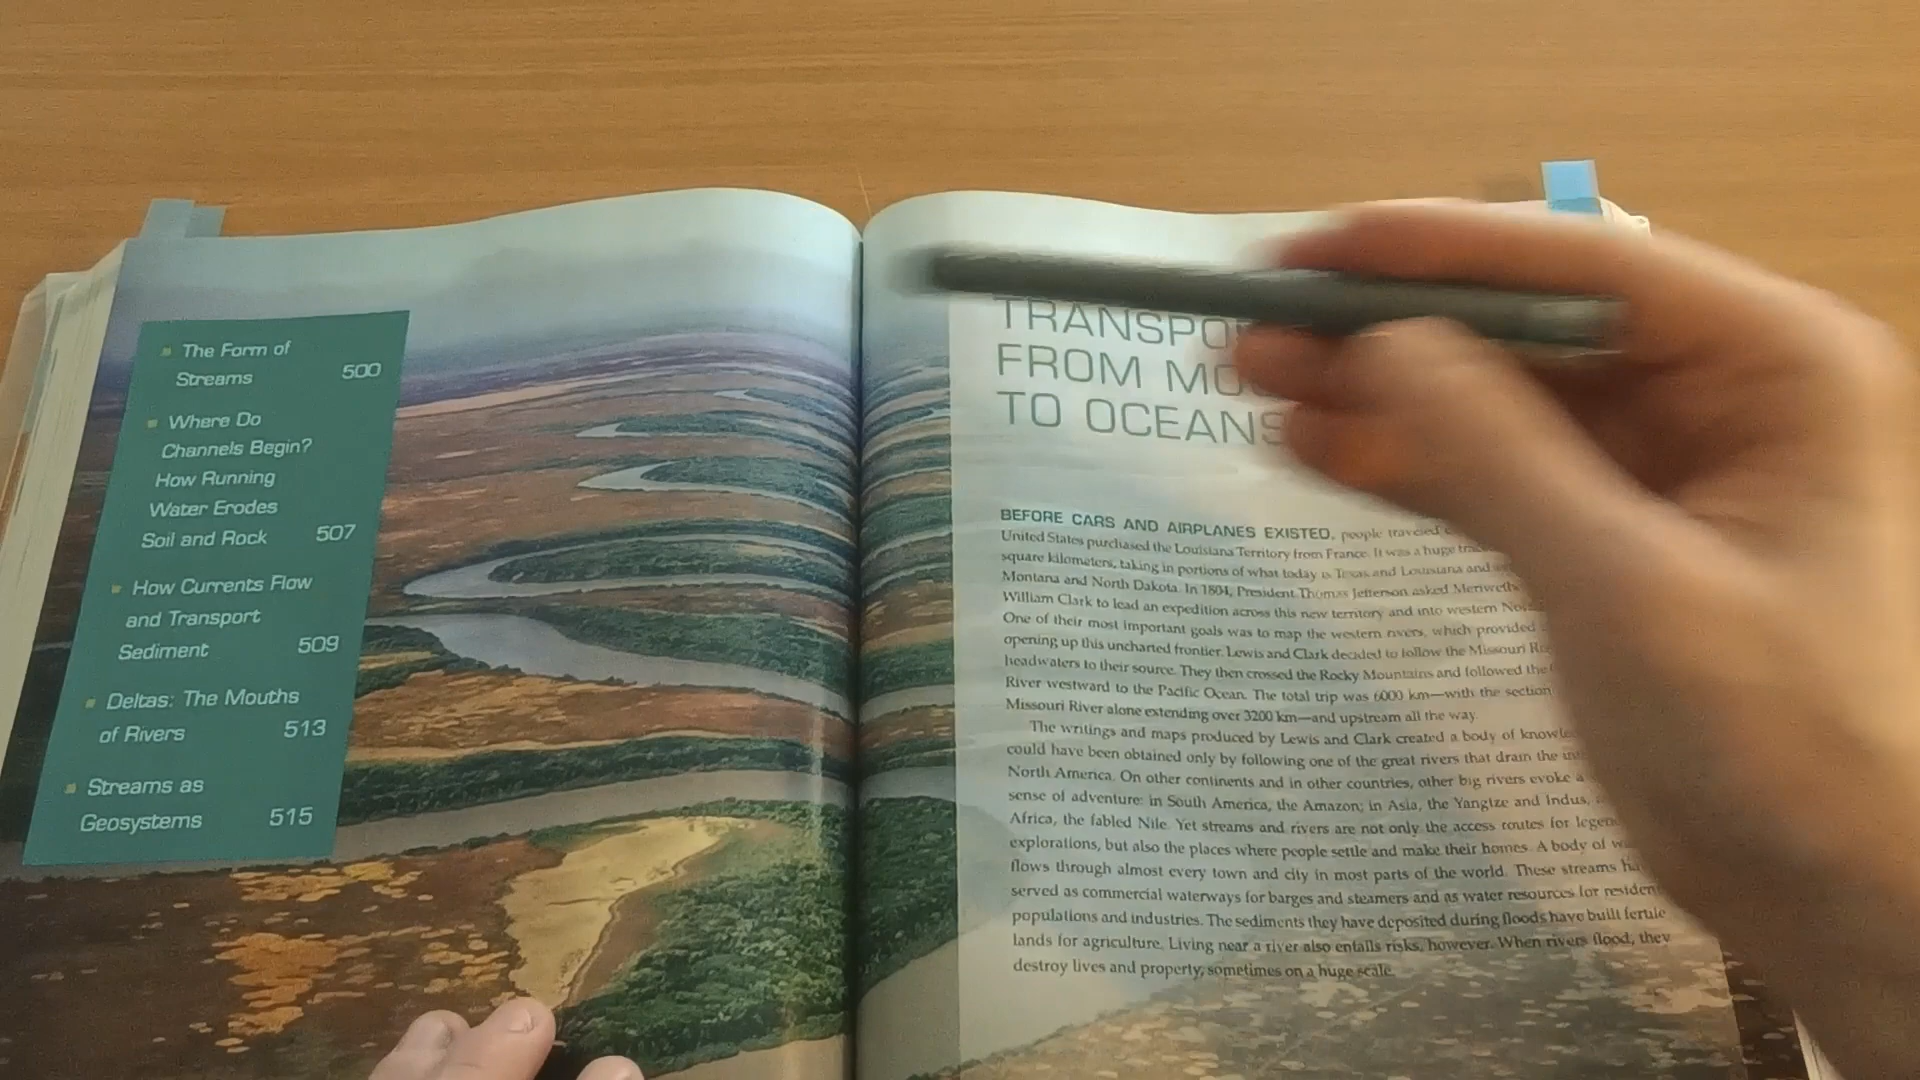 The Form of
Streams 500
Where Do
Channels Begin?
How Running
Water Erodes
Soil and Rock 507
How Currents Flow
and Transport
Sediment 509
Deltas: The Mouths
of Rivers 513
Streams as
Geosystems 515
FROM
TO OCEANS
BEFORE CARS AND AIRPLANES EXISTED, people traveled
United States purchased the Louisiana Territory from France. It was a huge
square kilometers, taking in portions of what today is Texas and Louisiana and
Montana and North Dakota. In 1804, President Thomas Jefferson asked
William Clark to lead an expedition across this new territory and into western
One of their most important goals was to map the western rivers, which provided
opening up this uncharted frontier. Lewis and Clark decided to follow the Missouri
headwaters to their source. They then crossed the Rocky Mountains and followed the
River westward to the Pacific Ocean. The total trip was 6000 km—with the section
Missouri River alone extending over 3200 km—and upstream all the way.
The writings and maps produced by Lewis and Clark created a body of
could have been obtained only by following one of the great rivers that drain the
North America. On other continents and in other countries, other big rivers evoke a
sense of adventure: in South America, the Amazon; in Asia, the Yangtze and Indus,
Africa, the fabled Nile. Yet streams and rivers are not only the access routes for
explorations, but also the places where people settle and make their homes. A body of
flows through almost every town and city in most parts of the world. These streams
served as commercial waterways for barges and steamers and as water resources for
populations and industries. The sediments they have deposited during floods have built fertile
lands for agriculture. Living near a river also entails risks, however. When rivers flood, they
destroy lives and property, sometimes on a huge scale.